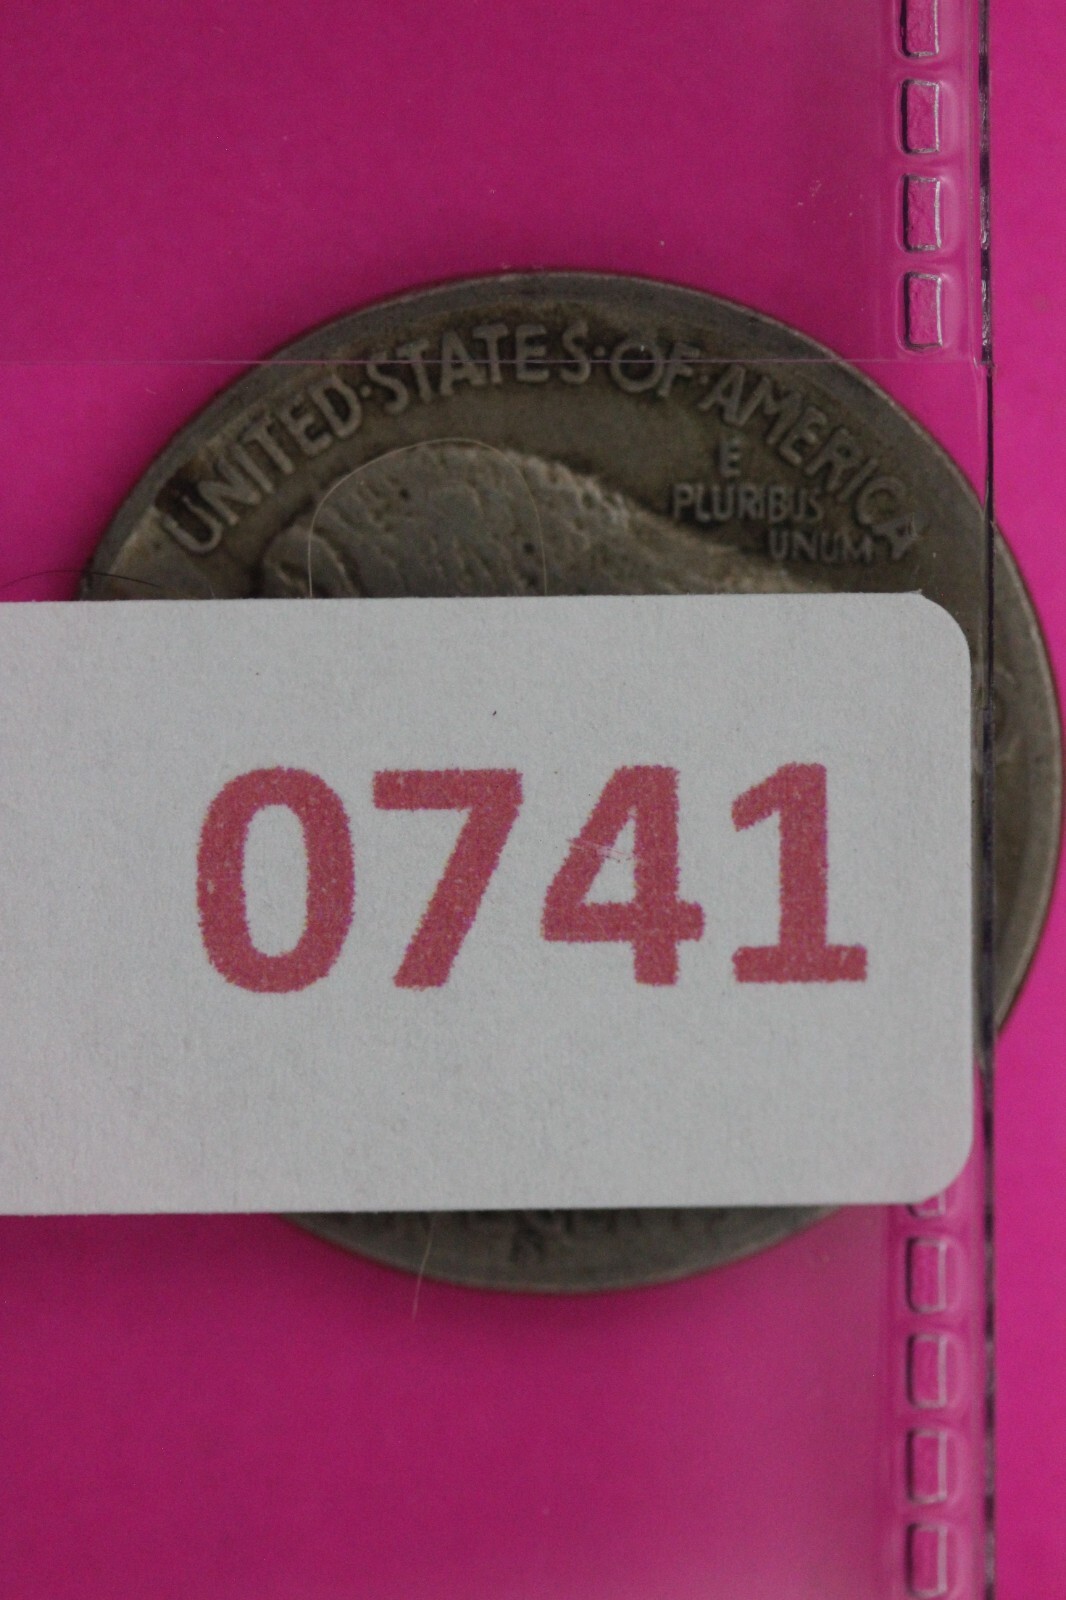 UNITED·STATES·OF·AMERICA
E
PLURIBUS
UNUM
0741